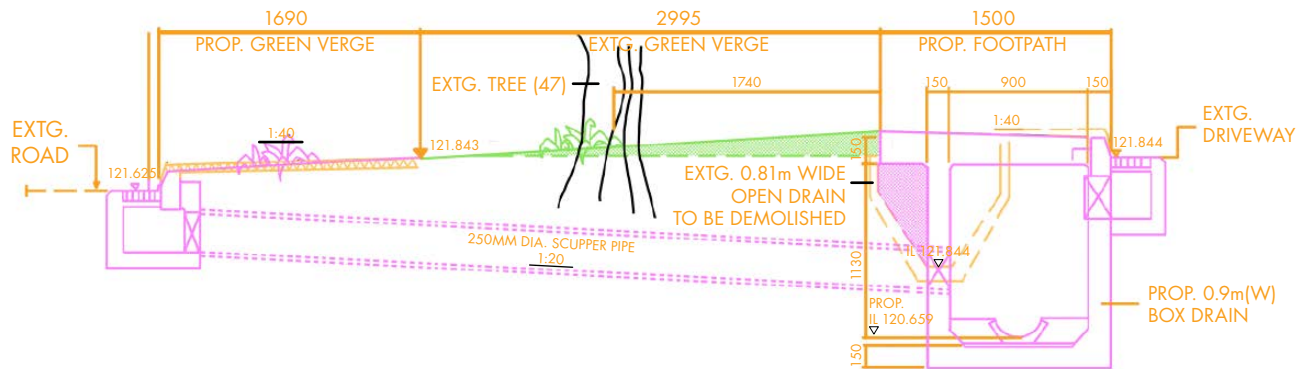 1690
2995
1500
PROP. GREEN VERGE
EXTG. GREEN VERGE
PROP. FOOTPATH
EXTG. TREE (47)
1740
150
900
150
EXTG.
ROAD
1:40
121.843
1:40
EXTG.
DRIVEWAY
121.844
121.625
150
EXTG. 0.81m WIDE
OPEN DRAIN
TO BE DEMOLISHED
250MM DIA. SCUPPER PIPE
1:20
IL 121.844
1130
PROP.
IL 120.659
PROP. 0.9m(W)
BOX DRAIN
150